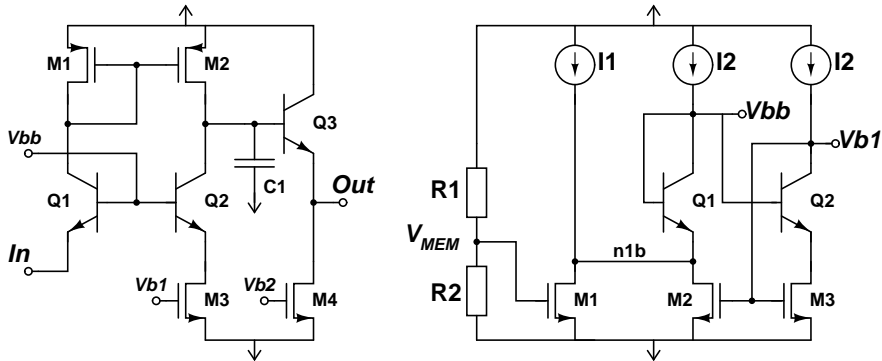 M1
M2
Vbb
Q3
Q1
Q2
C1
Out
In
Vb1
M3
Vb2
M4
I1
I2
I2
Vbb
Vb1
R1
Q1
Q2
VMEM
n1b
R2
M1
M2
M3